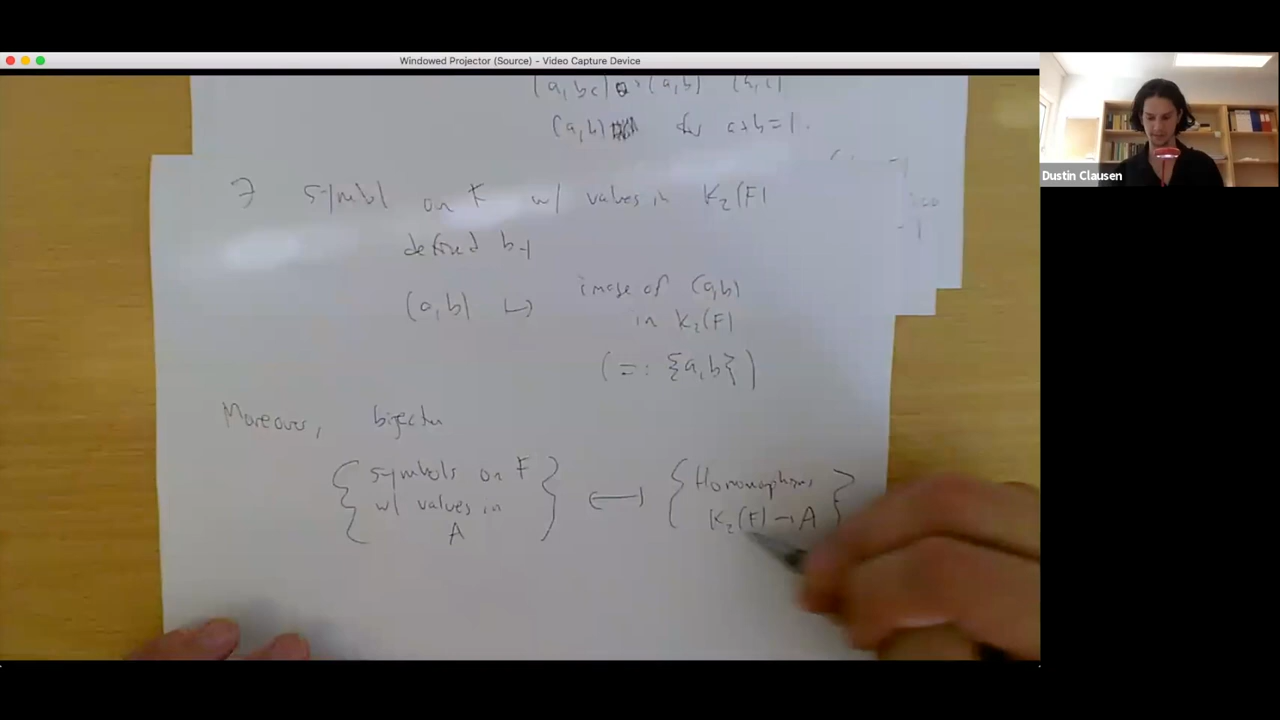 Windowed Projector (Source) - Video Capture Device
(a,b) for a+b=1.
∃ symbol on F w/ values in K₂(F)
defined by
(a,b) ↦ image of (a,b)
in K₂(F)
(=: {a,b})
Moreover, bijection
{ symbols on F w/ values in A } ⟷ { Homomorphisms K₂(F) → A }
Dustin Clausen